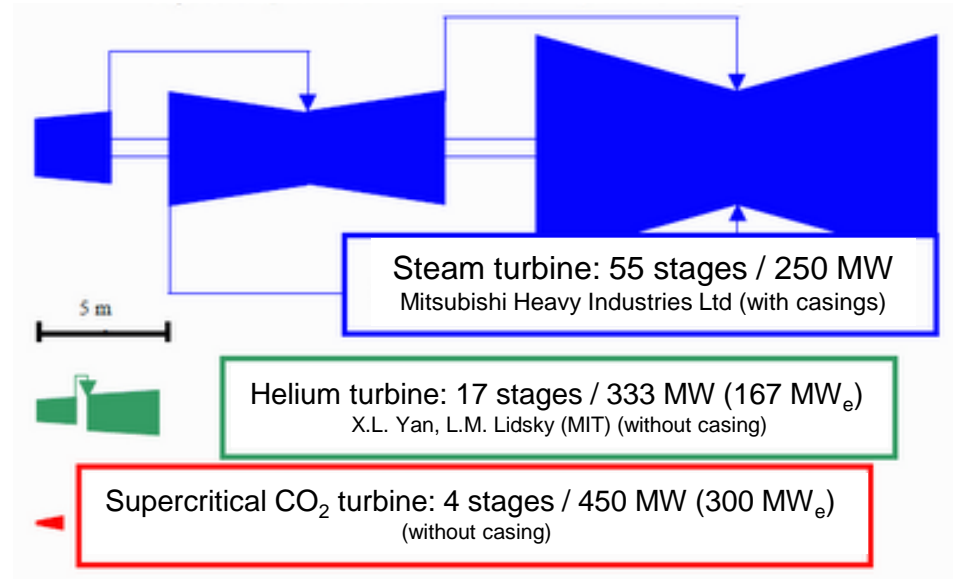 Steam turbine: 55 stages / 250 MW
Mitsubishi Heavy Industries Ltd (with casings)
5 m
Helium turbine: 17 stages / 333 MW (167 MWₑ)
X.L. Yan, L.M. Lidsky (MIT) (without casing)
Supercritical CO₂ turbine: 4 stages / 450 MW (300 MWₑ)
(without casing)